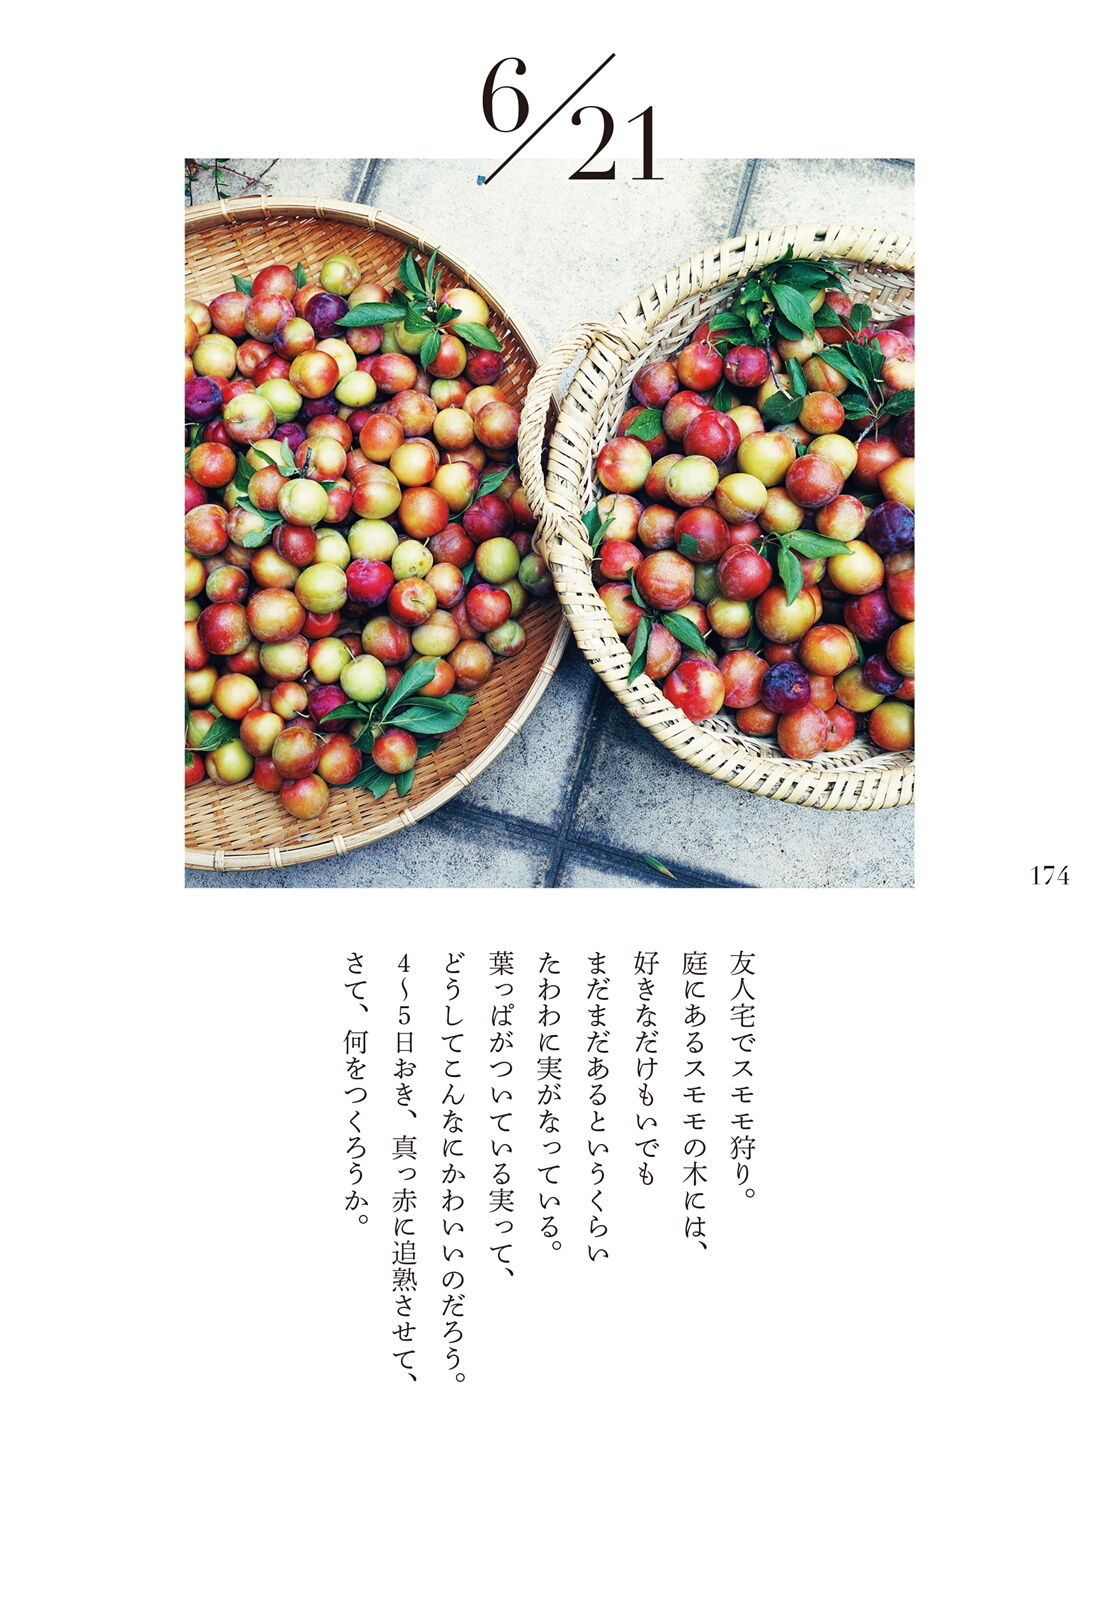 6/21
174
友人宅でスモモ狩り。
庭にあるスモモの木には、
好きなだけもいでも
まだまだあるというくらい
たわわに実がなっている。
葉っぱがついている実って、
どうしてこんなにかわいいのだろう。
4〜5日おき、真っ赤に追熟させて、
さて、何をつくろうか。